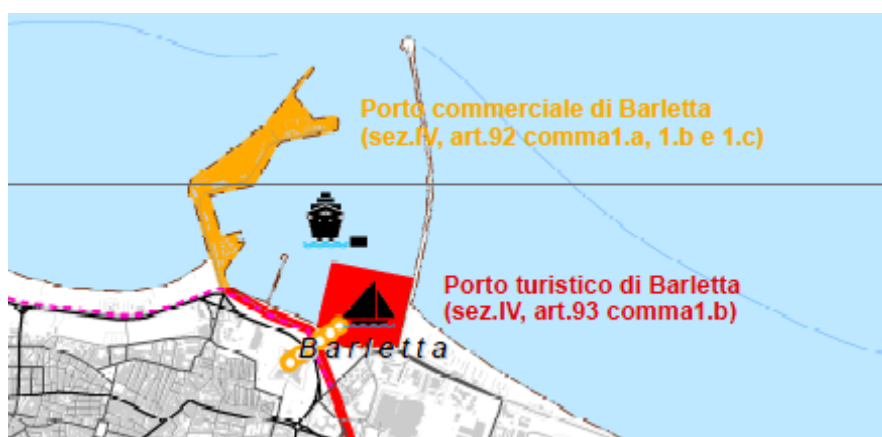 Porto commerciale di Barletta
(sez.IV, art.92 comma1.a, 1.b e 1.c)
Porto turistico di Barletta
(sez.IV, art.93 comma1.b)
Barletta